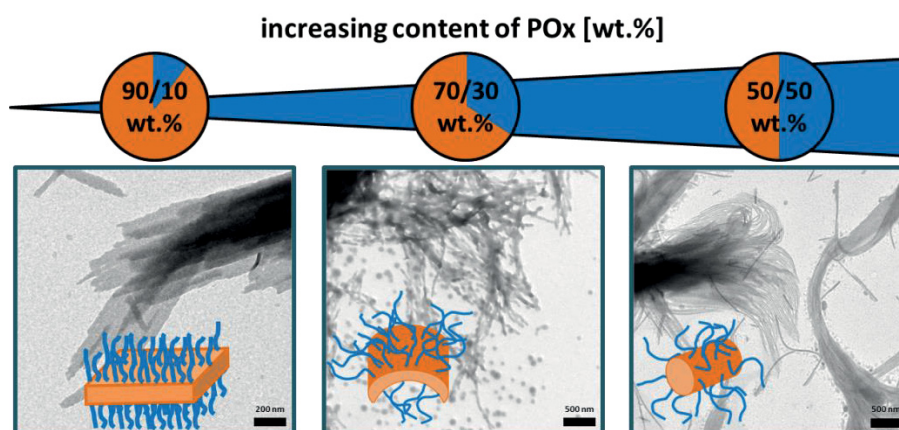 increasing content of POx [wt.%]
90/10
wt.%
70/30
wt.%
50/50
wt.%
200 nm
500 nm
500 nm